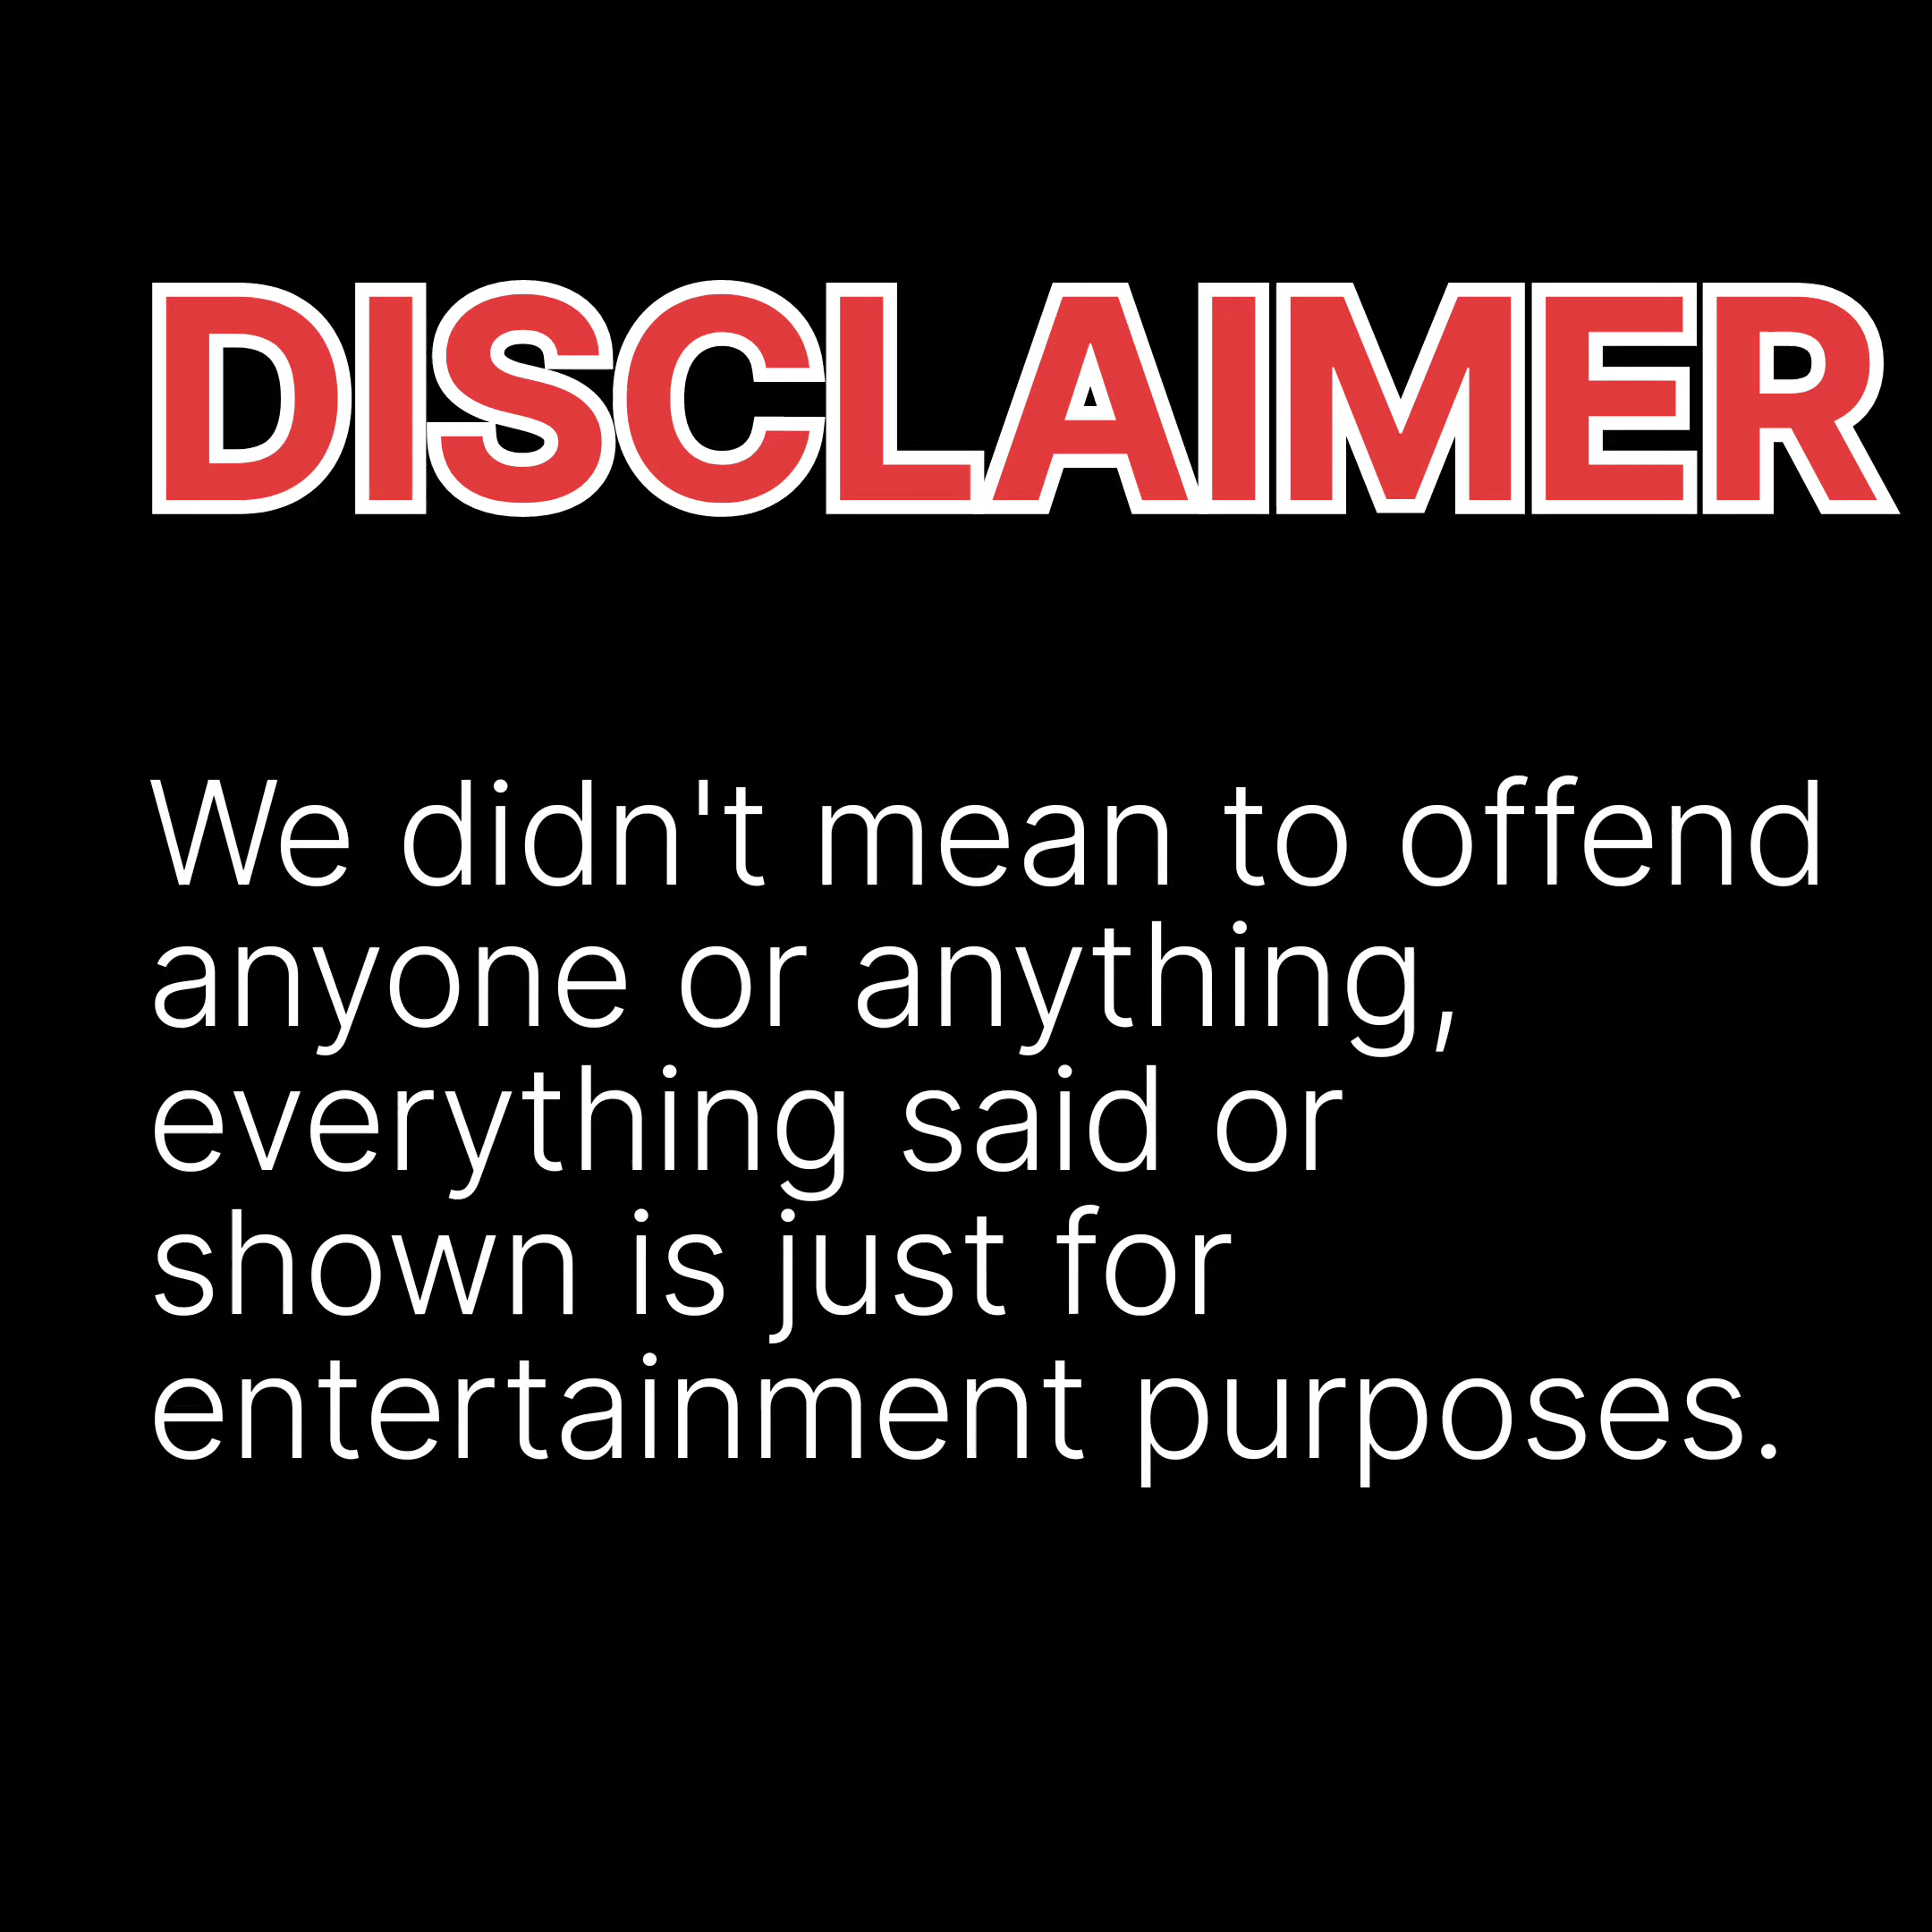 DISCLAIMER
We didn't mean to offend
anyone or anything,
everything said or
shown is just for
entertainment purposes.